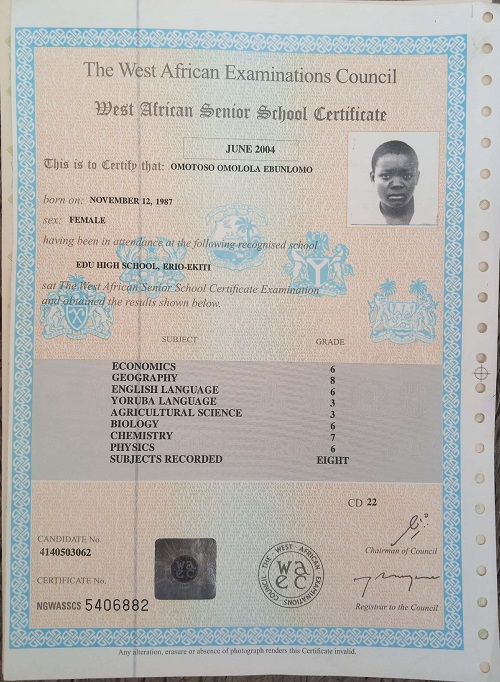 The West African Examinations Council
West African Senior School Certificate
JUNE 2004
This is to Certify that: OMOTOSO OMOLOLA EBUNLOMO
born on: NOVEMBER 12, 1987
sex: FEMALE
having been in attendance at the following recognised school
EDU HIGH SCHOOL, ERIO-EKITI
sat The West African Senior School Certificate Examination
and obtained the results shown below.
SUBJECT GRADE
ECONOMICS 6
GEOGRAPHY 8
ENGLISH LANGUAGE 6
YORUBA LANGUAGE 3
AGRICULTURAL SCIENCE 3
BIOLOGY 6
CHEMISTRY 7
PHYSICS 6
SUBJECTS RECORDED EIGHT
CD 22
CANDIDATE No.
4140503062
Chairman of Council
CERTIFICATE No.
NGWASSCS 5406882
waec
THE WEST AFRICAN EXAMINATIONS COUNCIL
waec
Registrar to the Council
Any alteration, erasure or absence of photograph renders this Certificate invalid.